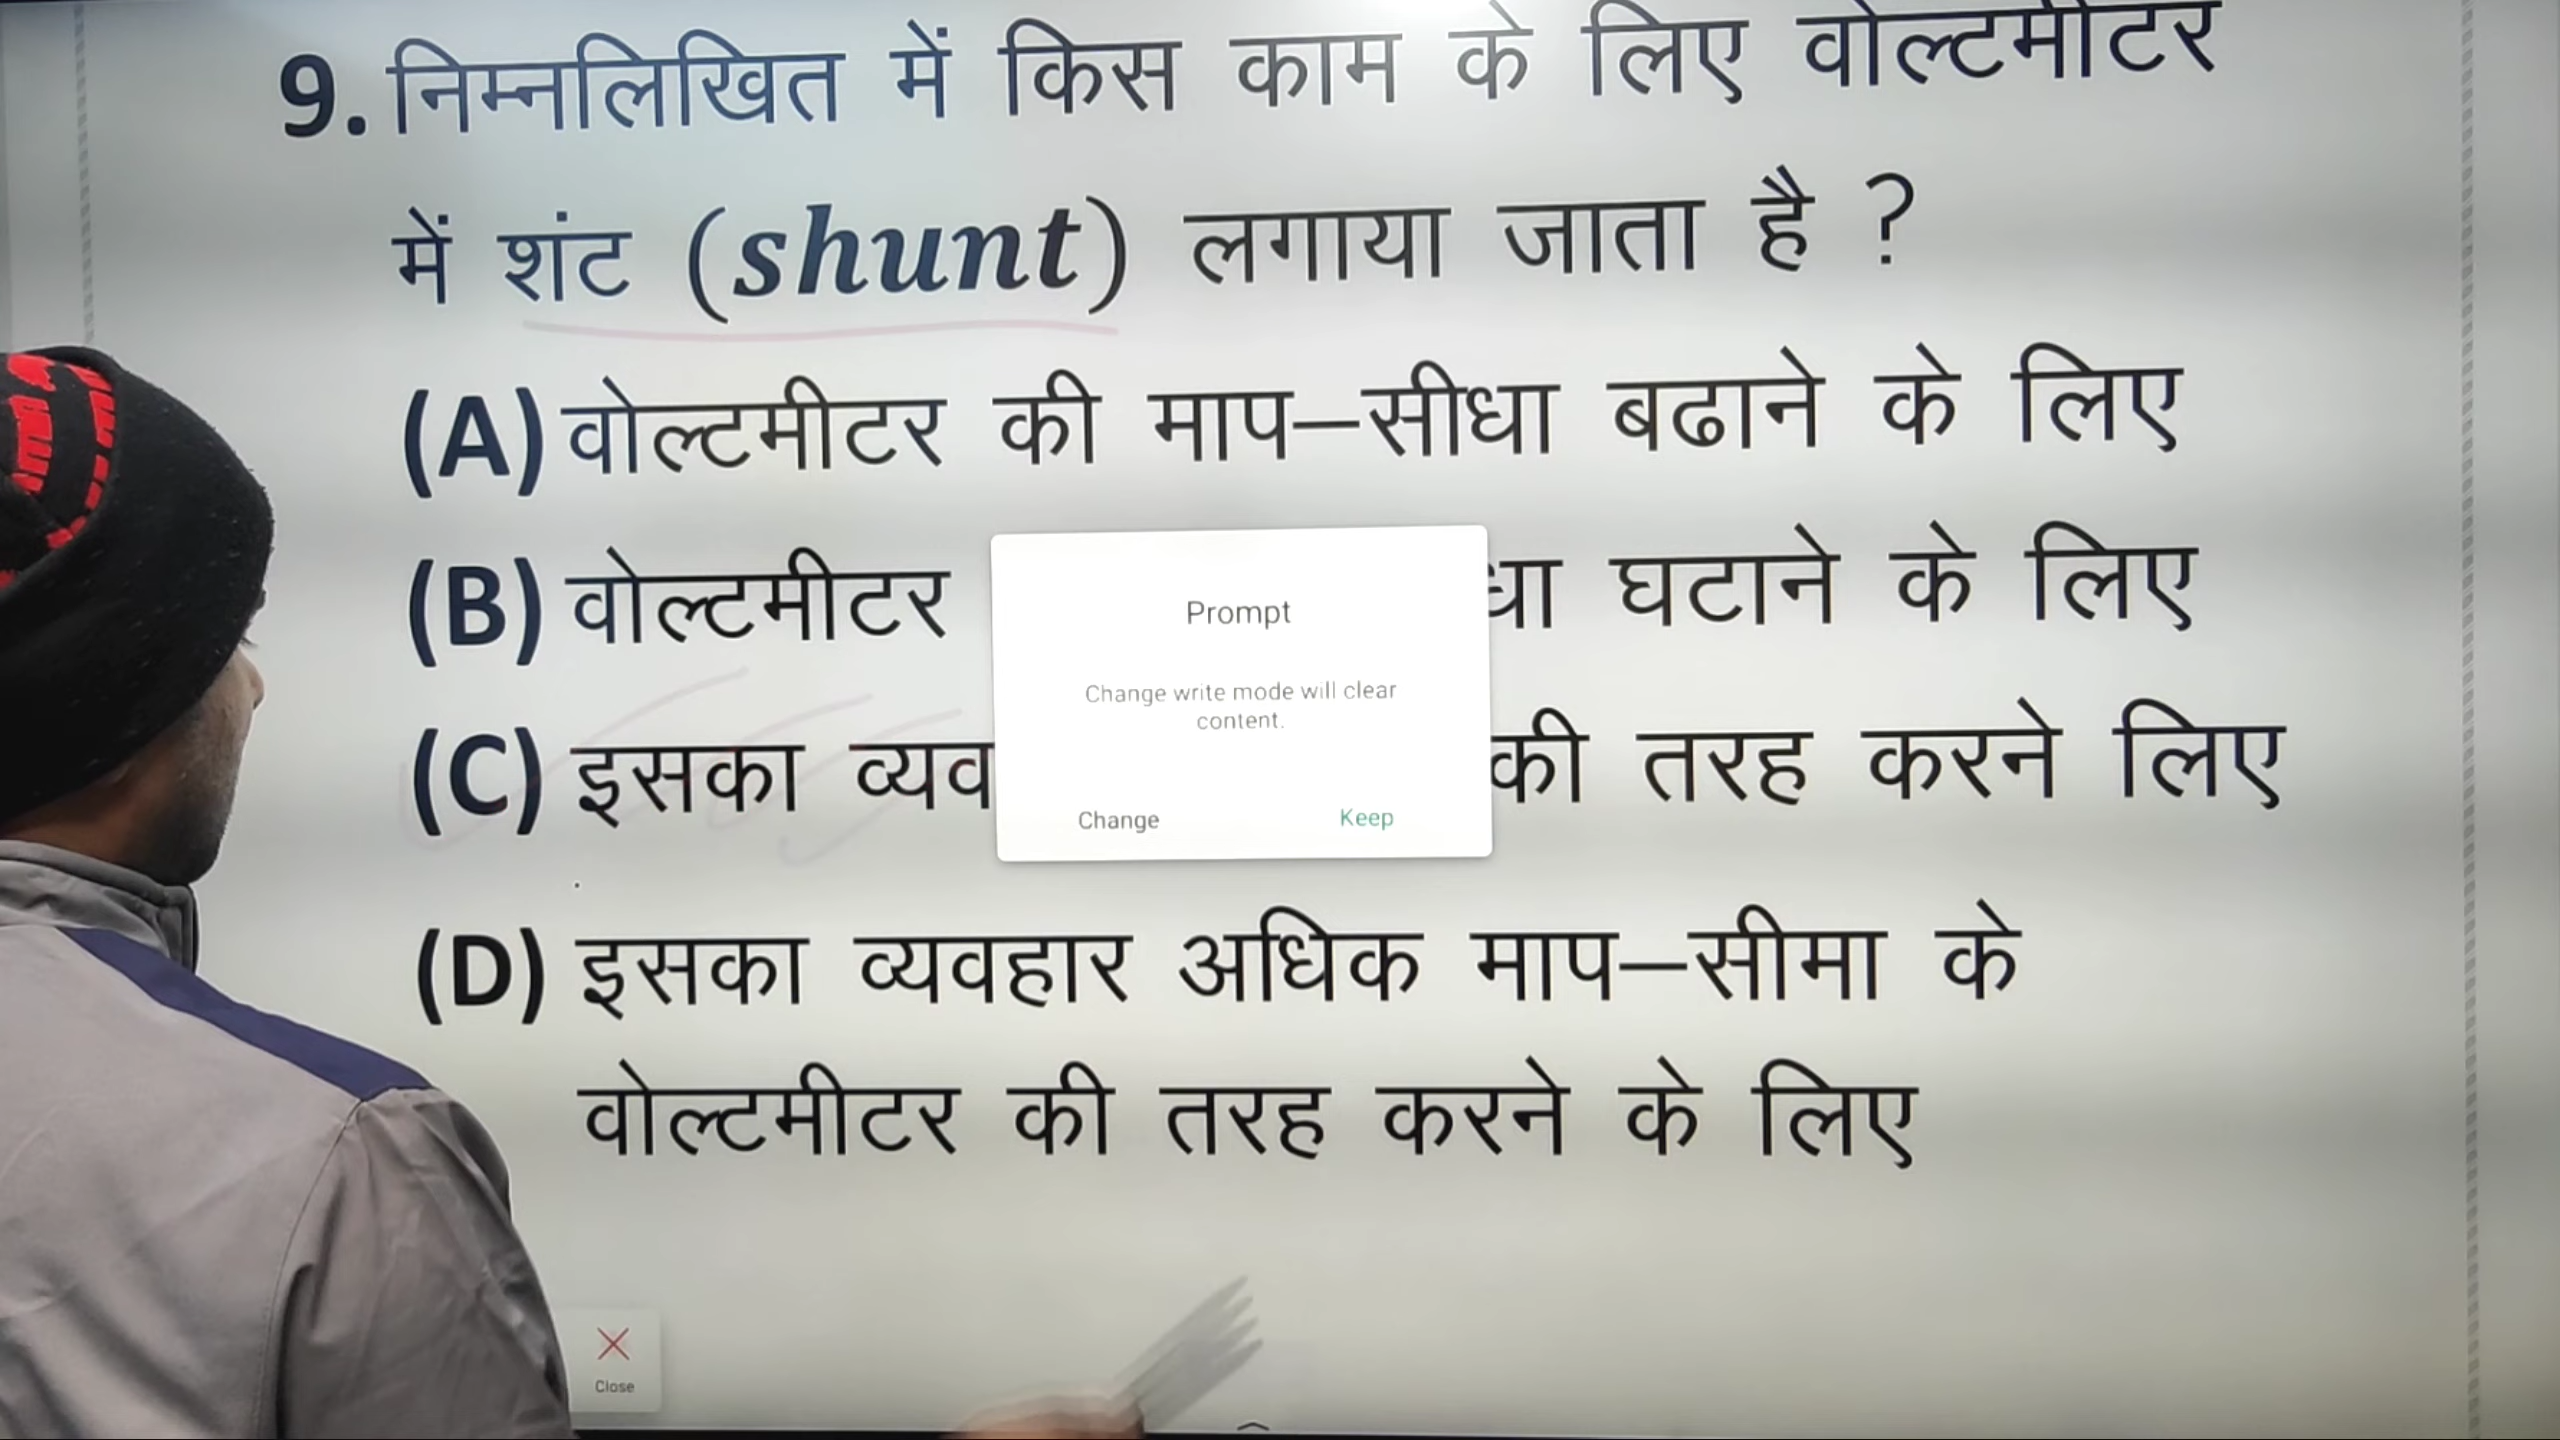 9. निम्नलिखित में किस काम के लिए वोल्टमीटर
में शंट (shunt) लगाया जाता है ?
(A) वोल्टमीटर की माप–सीधा बढाने के लिए
(B) वोल्टमीटर धा घटाने के लिए
(C) इसका व्यव की तरह करने लिए
(D) इसका व्यवहार अधिक माप–सीमा के
वोल्टमीटर की तरह करने के लिए
Prompt
Change write mode will clear
content.
Change Keep
Close